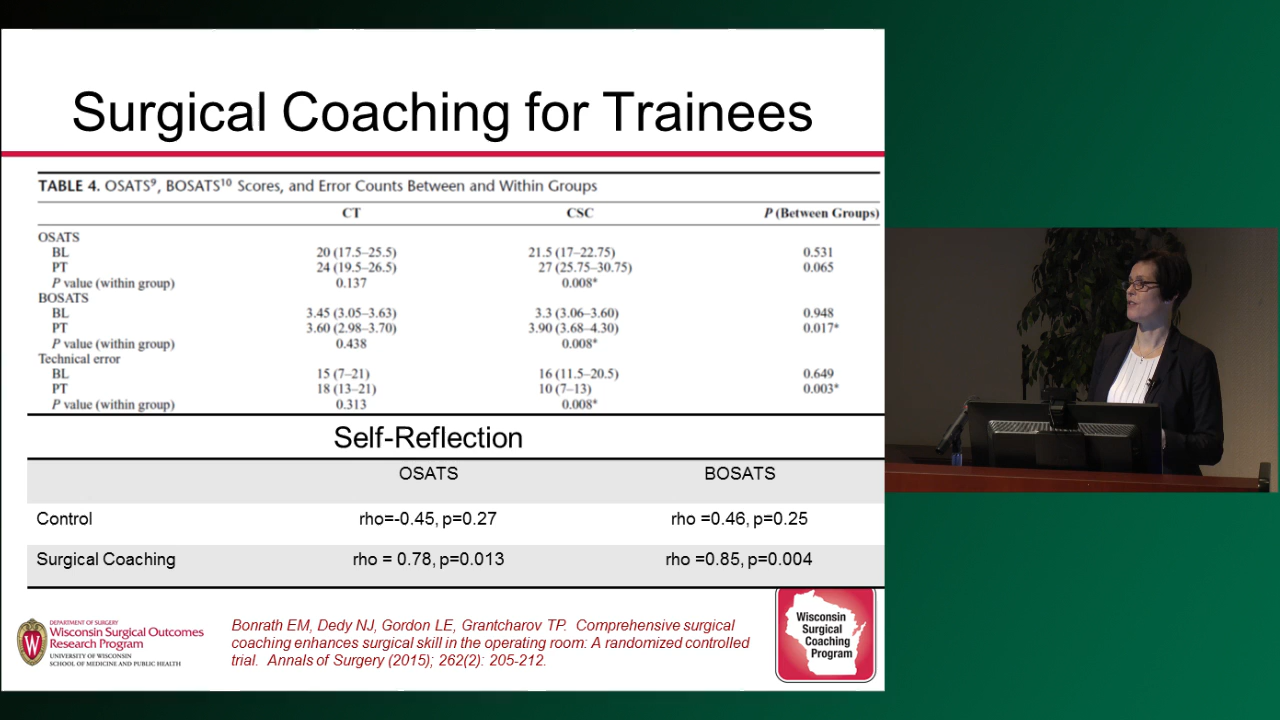 Surgical Coaching for Trainees
TABLE 4. OSATS⁹, BOSATS¹⁰ Scores, and Error Counts Between and Within Groups
CT CSC P (Between Groups)
OSATS
BL 20 (17.5–25.5) 21.5 (17–22.75) 0.531
PT 24 (19.5–26.5) 27 (25.75–30.75) 0.065
P value (within group) 0.137 0.008*
BOSATS
BL 3.45 (3.05–3.63) 3.3 (3.06–3.60) 0.948
PT 3.60 (2.98–3.70) 3.90 (3.68–4.30) 0.017*
P value (within group) 0.438 0.008*
Technical error
BL 15 (7–21) 16 (11.5–20.5) 0.649
PT 18 (13–21) 10 (7–13) 0.003*
P value (within group) 0.313 0.008*
Self-Reflection
OSATS BOSATS
Control rho=-0.45, p=0.27 rho =0.46, p=0.25
Surgical Coaching rho = 0.78, p=0.013 rho =0.85, p=0.004
W
DEPARTMENT OF SURGERY
Wisconsin Surgical Outcomes
Research Program
UNIVERSITY OF WISCONSIN
SCHOOL OF MEDICINE AND PUBLIC HEALTH
Bonrath EM, Dedy NJ, Gordon LE, Grantcharov TP. Comprehensive surgical
coaching enhances surgical skill in the operating room: A randomized controlled
trial. Annals of Surgery (2015); 262(2): 205-212.
Wisconsin
Surgical
Coaching
Program